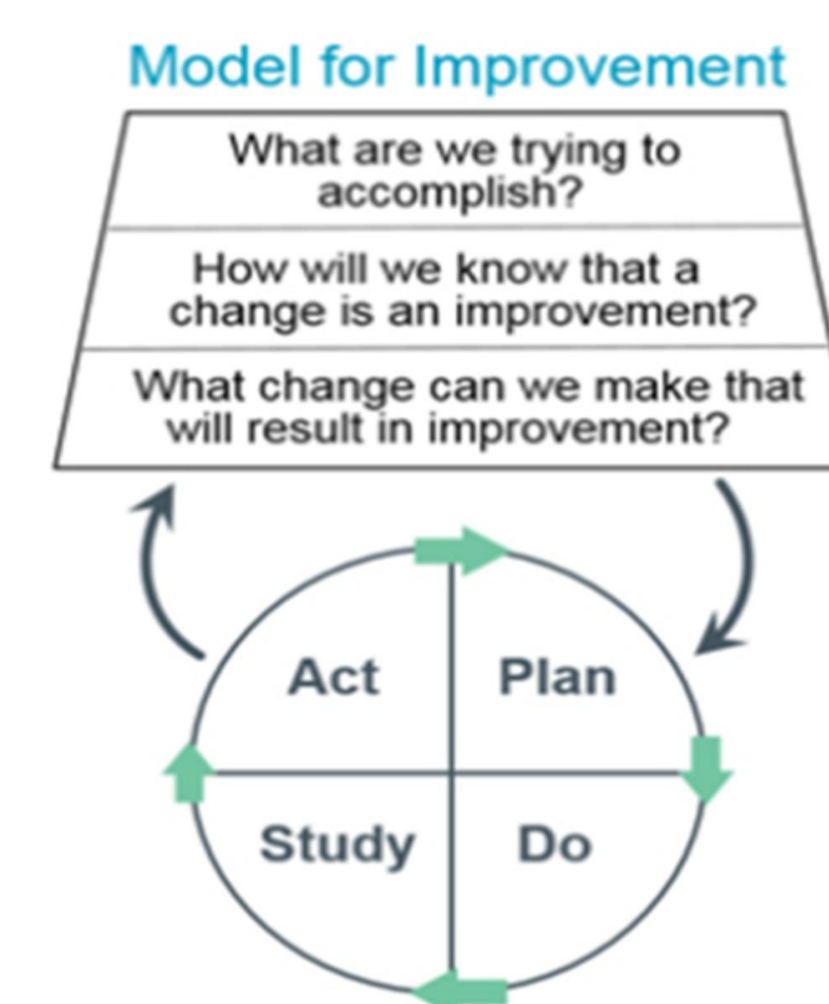 Model for Improvement
What are we trying to
accomplish?
How will we know that a
change is an improvement?
What change can we make that
will result in improvement?
Act
Plan
Study
Do